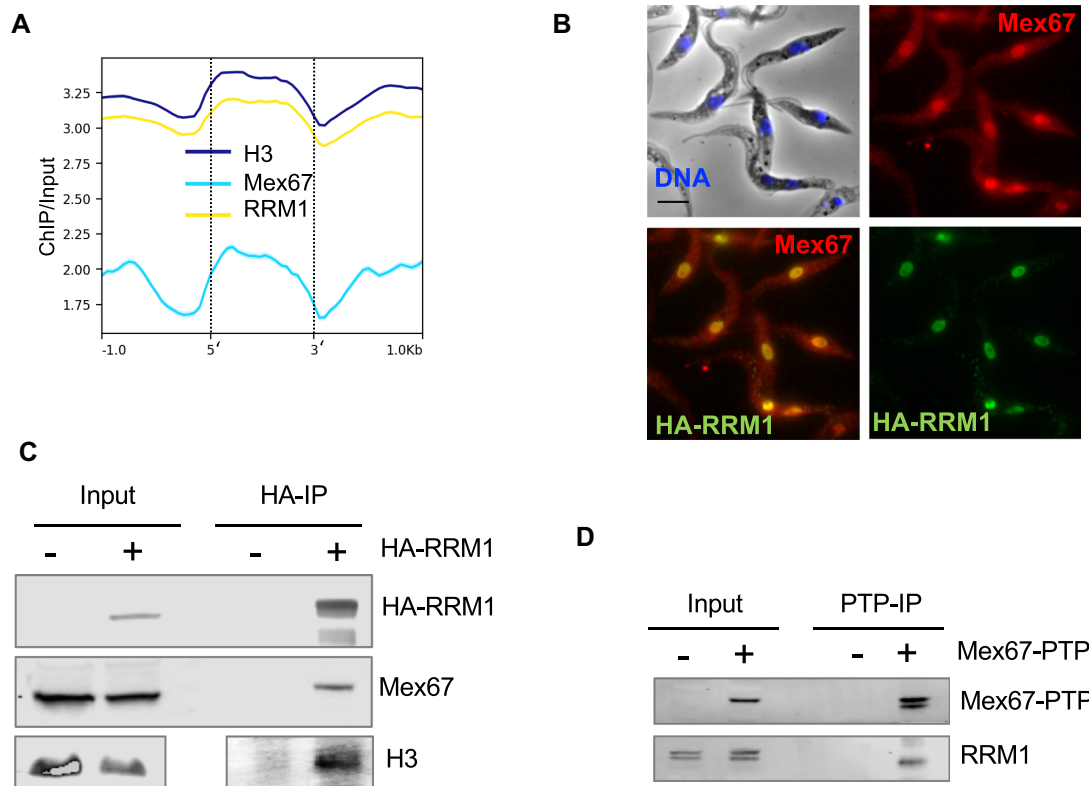 A
ChIP/Input
3.25
3.00
2.75
2.50
2.25
2.00
1.75
H3
Mex67
RRM1
-1.0
5′
3′
1.0Kb
B
DNA
Mex67
Mex67
HA-RRM1
HA-RRM1
C
Input
HA-IP
- + - + HA-RRM1
HA-RRM1
Mex67
H3
D
Input
PTP-IP
- + - + Mex67-PTP
Mex67-PTP
RRM1